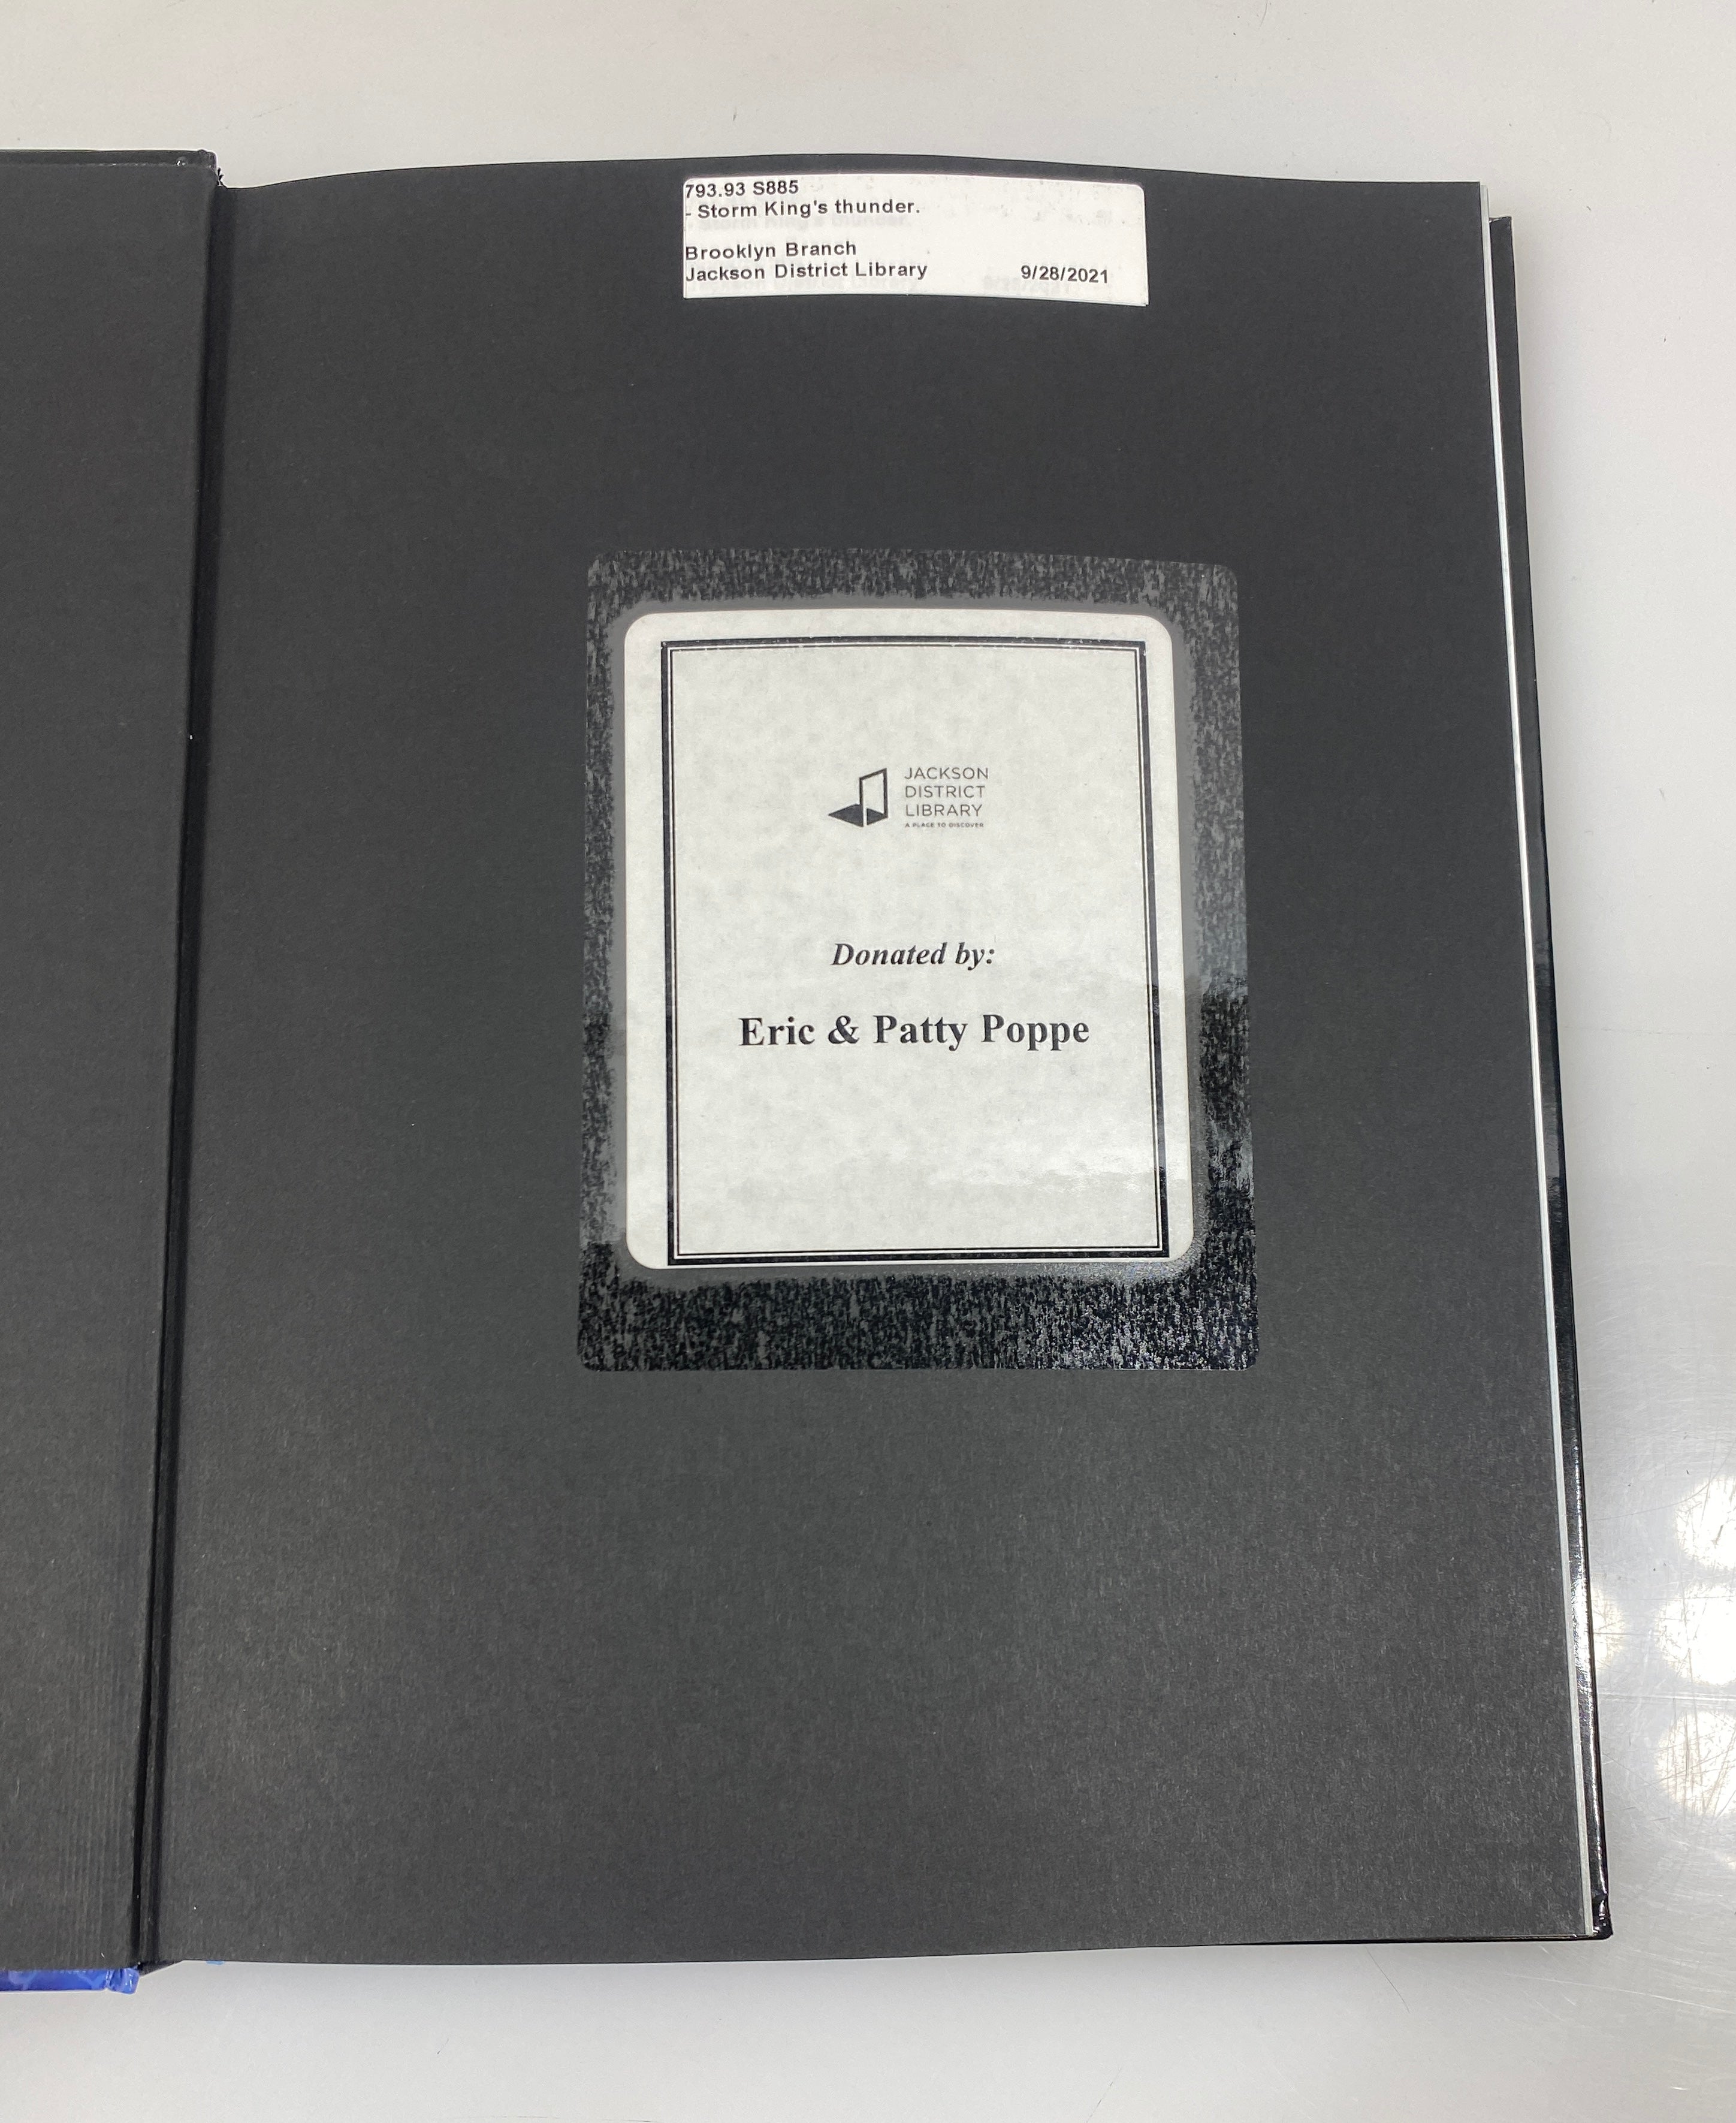 793.93 S885
- Storm King's thunder.
Brooklyn Branch
Jackson District Library 9/28/2021
JACKSON
DISTRICT
LIBRARY
A PLACE TO DISCOVER
Donated by:
Eric & Patty Poppe